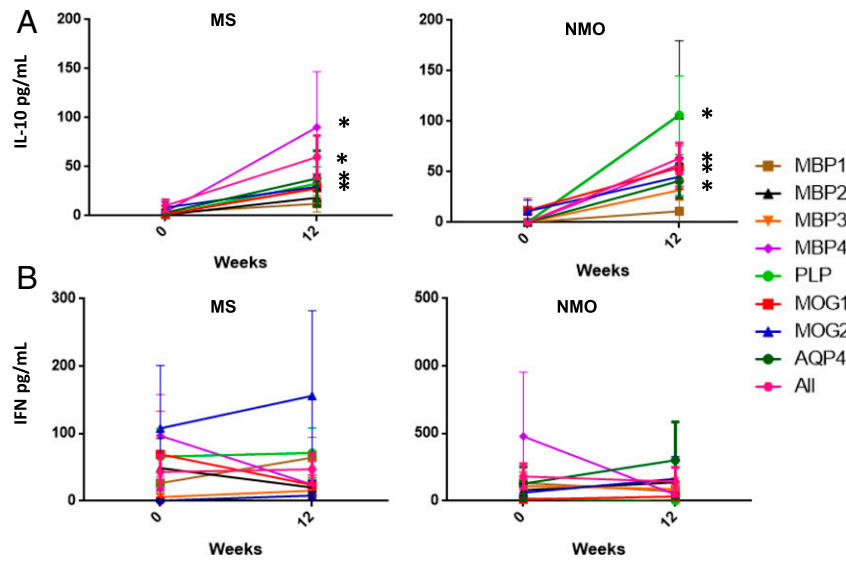 A
MS
NMO
IL-10 pg/mL
200
150
100
50
0
0
12
Weeks
*
*
*
*
200
150
100
50
0
0
12
Weeks
*
*
*
*
MBP1
MBP2
MBP3
MBP4
PLP
MOG1
MOG2
AQP4
All
B
MS
NMO
IFN pg/mL
300
200
100
0
0
12
Weeks
500
000
500
0
0
12
Weeks